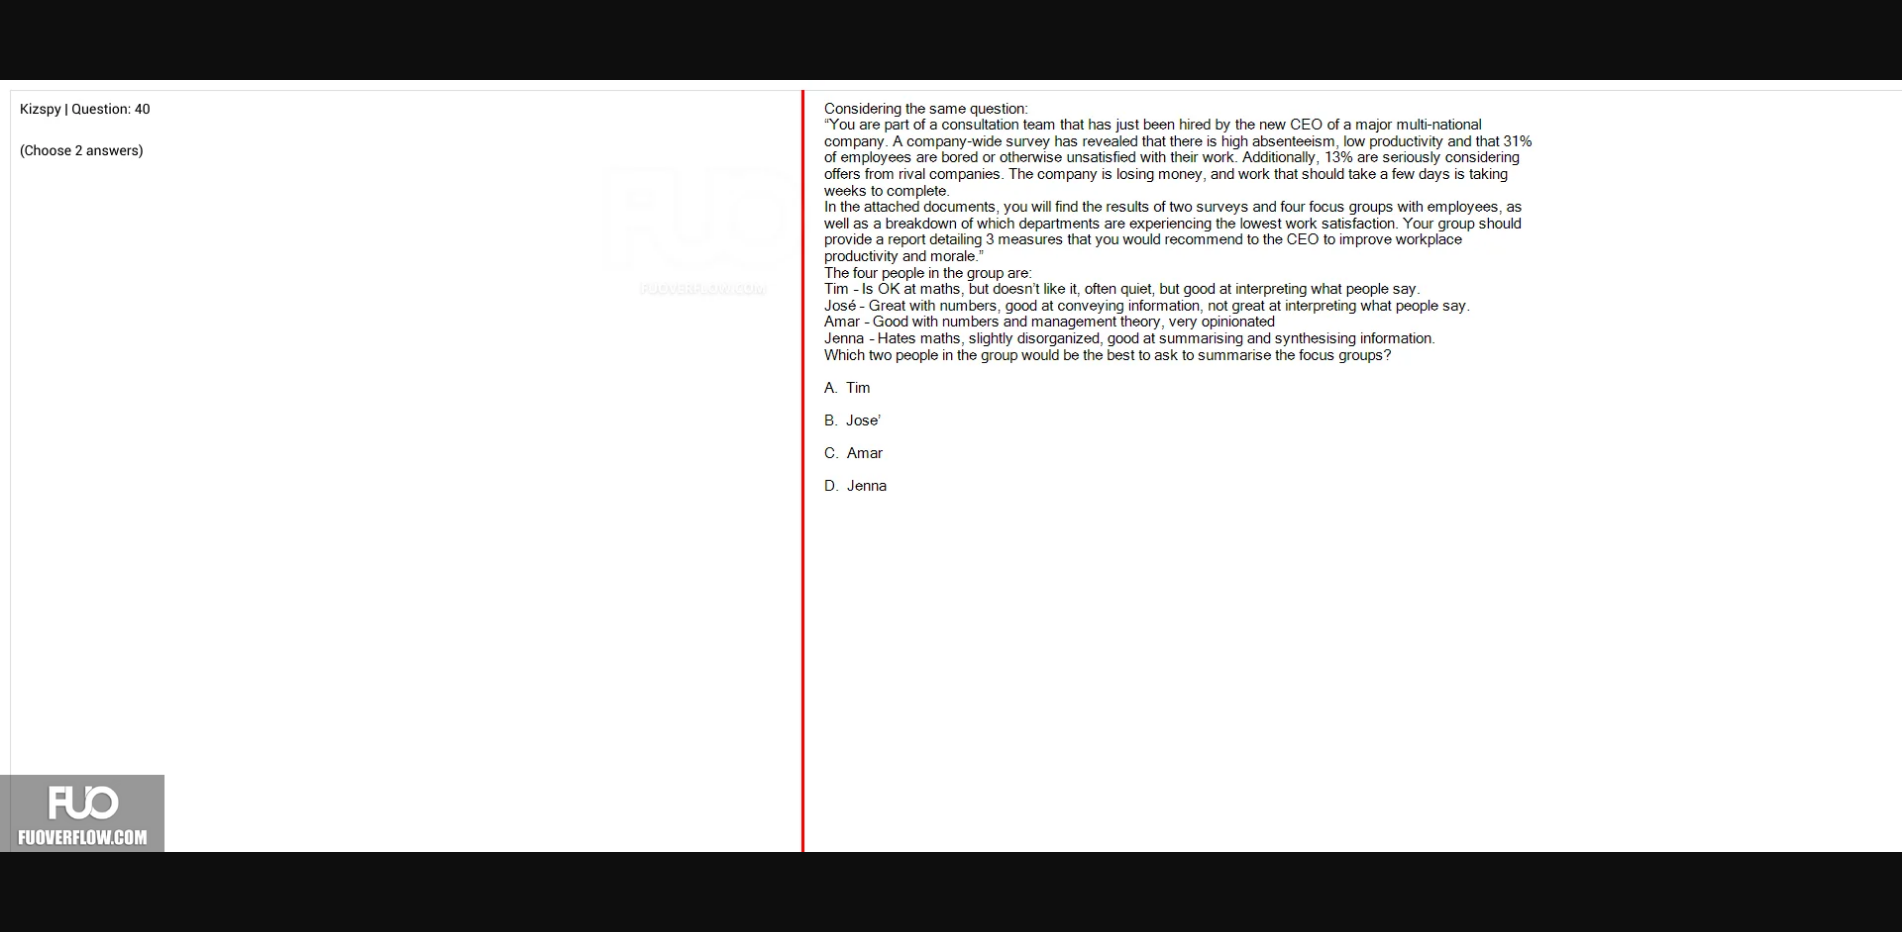 Kizspy | Question: 40
(Choose 2 answers)
FUOVERFLOW.COM
Considering the same question:
"You are part of a consultation team that has just been hired by the new CEO of a major multi-national
company. A company-wide survey has revealed that there is high absenteeism, low productivity and that 31%
of employees are bored or otherwise unsatisfied with their work. Additionally, 13% are seriously considering
offers from rival companies. The company is losing money, and work that should take a few days is taking
weeks to complete.
In the attached documents, you will find the results of two surveys and four focus groups with employees, as
well as a breakdown of which departments are experiencing the lowest work satisfaction. Your group should
provide a report detailing 3 measures that you would recommend to the CEO to improve workplace
productivity and morale."
The four people in the group are:
Tim - Is OK at maths, but doesn't like it, often quiet, but good at interpreting what people say.
José - Great with numbers, good at conveying information, not great at interpreting what people say.
Amar - Good with numbers and management theory, very opinionated
Jenna - Hates maths, slightly disorganized, good at summarising and synthesising information.
Which two people in the group would be the best to ask to summarise the focus groups?
A. Tim
B. Jose'
C. Amar
D. Jenna
FUO
FUOVERFLOW.COM